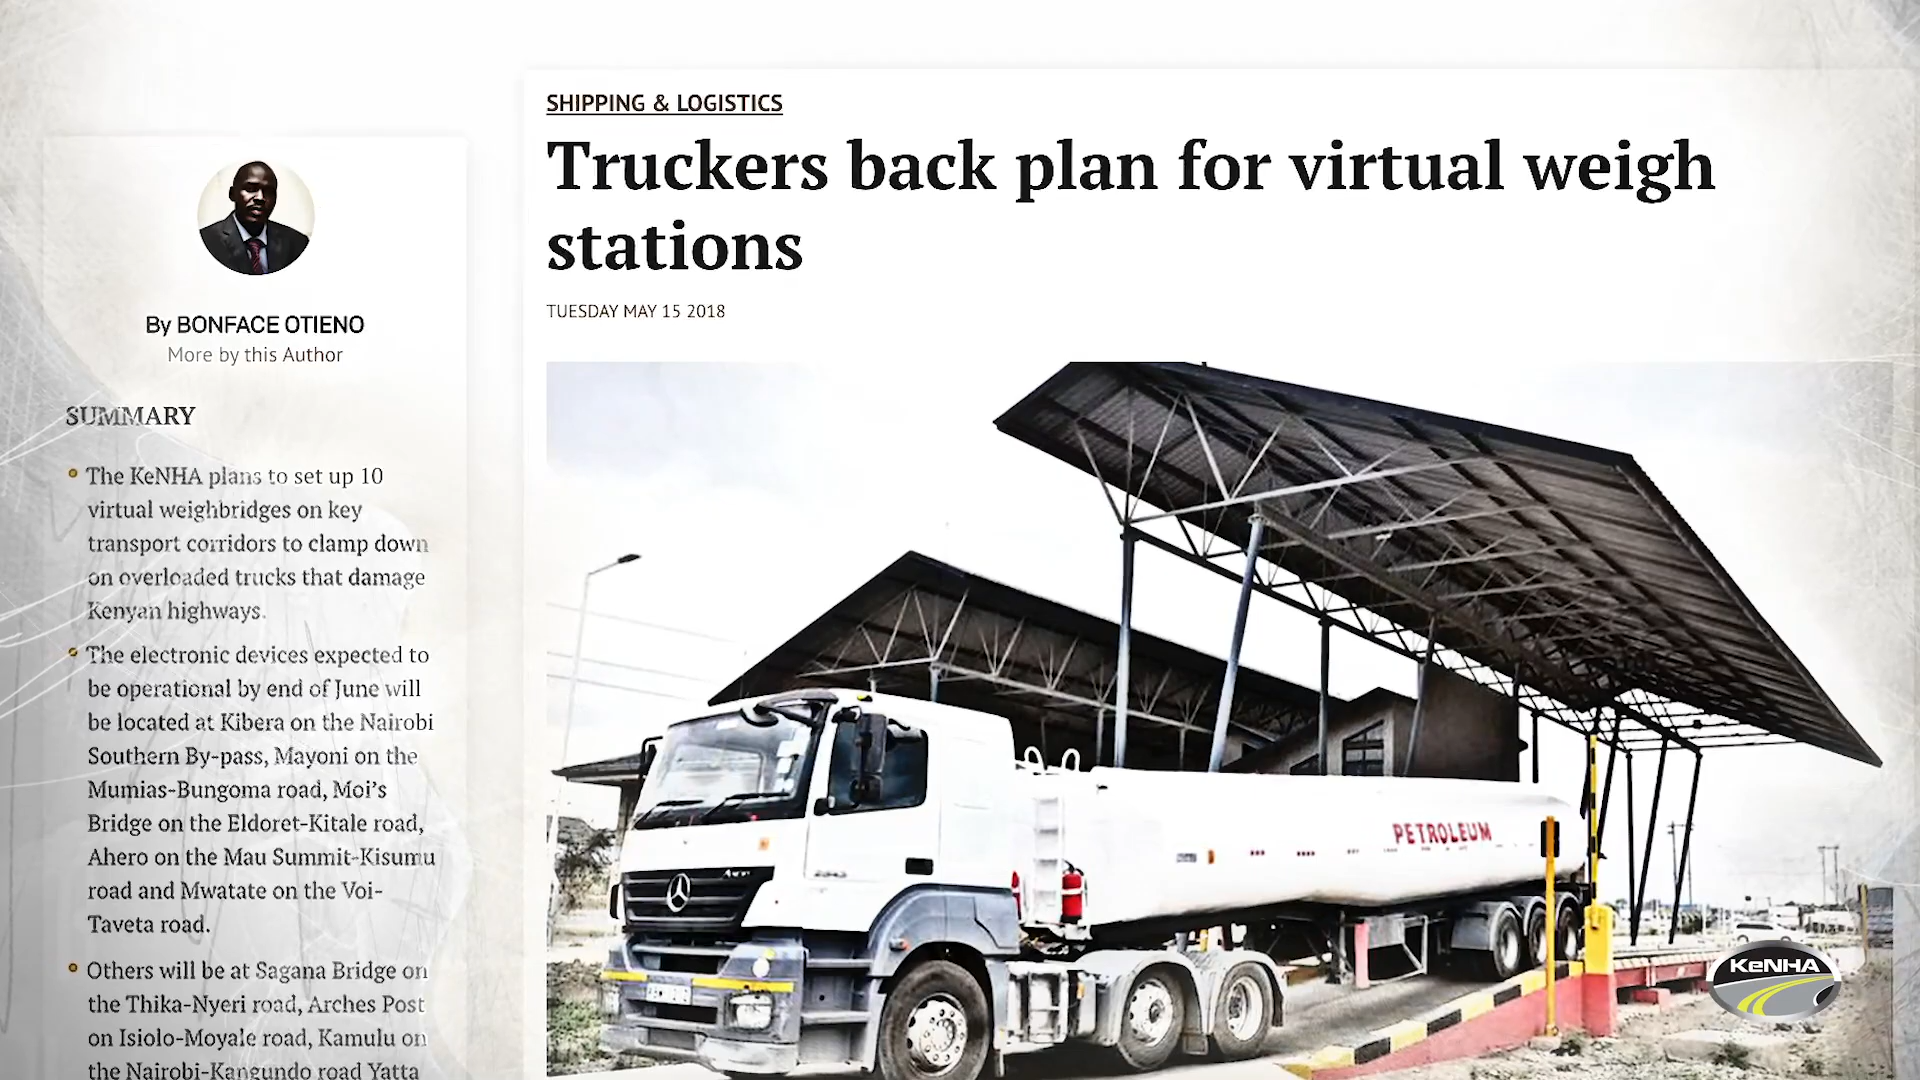 SHIPPING & LOGISTICS
Truckers back plan for virtual weigh
stations
TUESDAY MAY 15 2018
By BONFACE OTIENO
More by this Author
SUMMARY
The KeNHA plans to set up 10
virtual weighbridges on key
transport corridors to clamp down
on overloaded trucks that damage
Kenyan highways.
The electronic devices expected to
be operational by end of June will
be located at Kibera on the Nairobi
Southern By-pass, Mayoni on the
Mumias-Bungoma road, Moi's
Bridge on the Eldoret-Kitale road,
Ahero on the Mau Summit-Kisumu
road and Mwatate on the Voi-
Taveta road.
Others will be at Sagana Bridge on
the Thika-Nyeri road, Arches Post
on Isiolo-Moyale road, Kamulu on
the Nairobi-Kangundo road Yatta
PETROLEUM
KeNHA